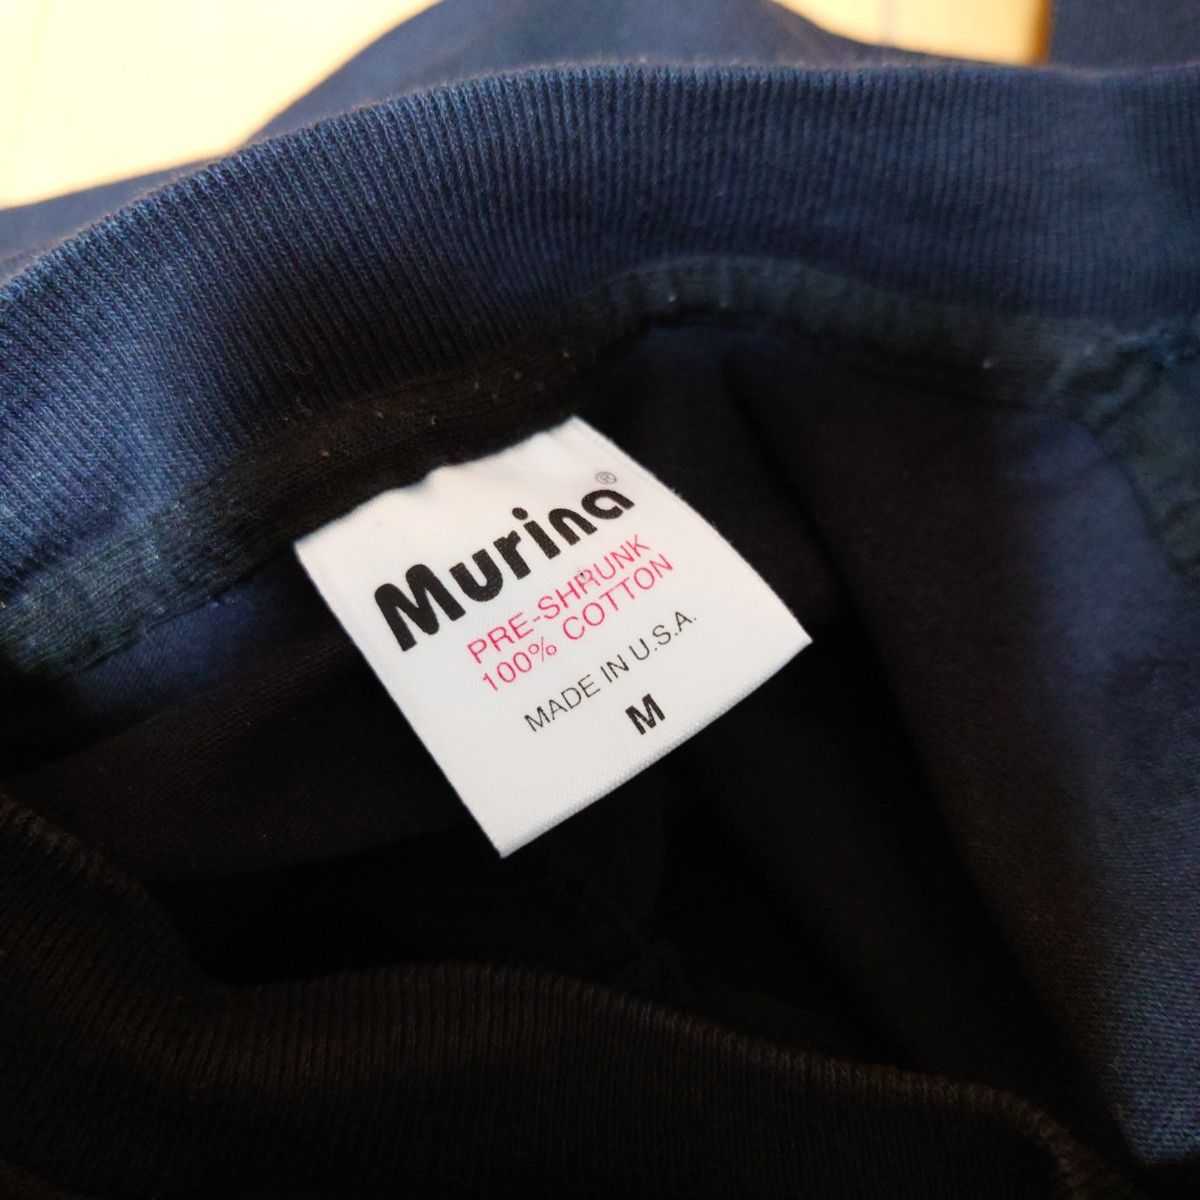 Murina®
PRE-SHRUNK
100% COTTON
MADE IN U.S.A.
M